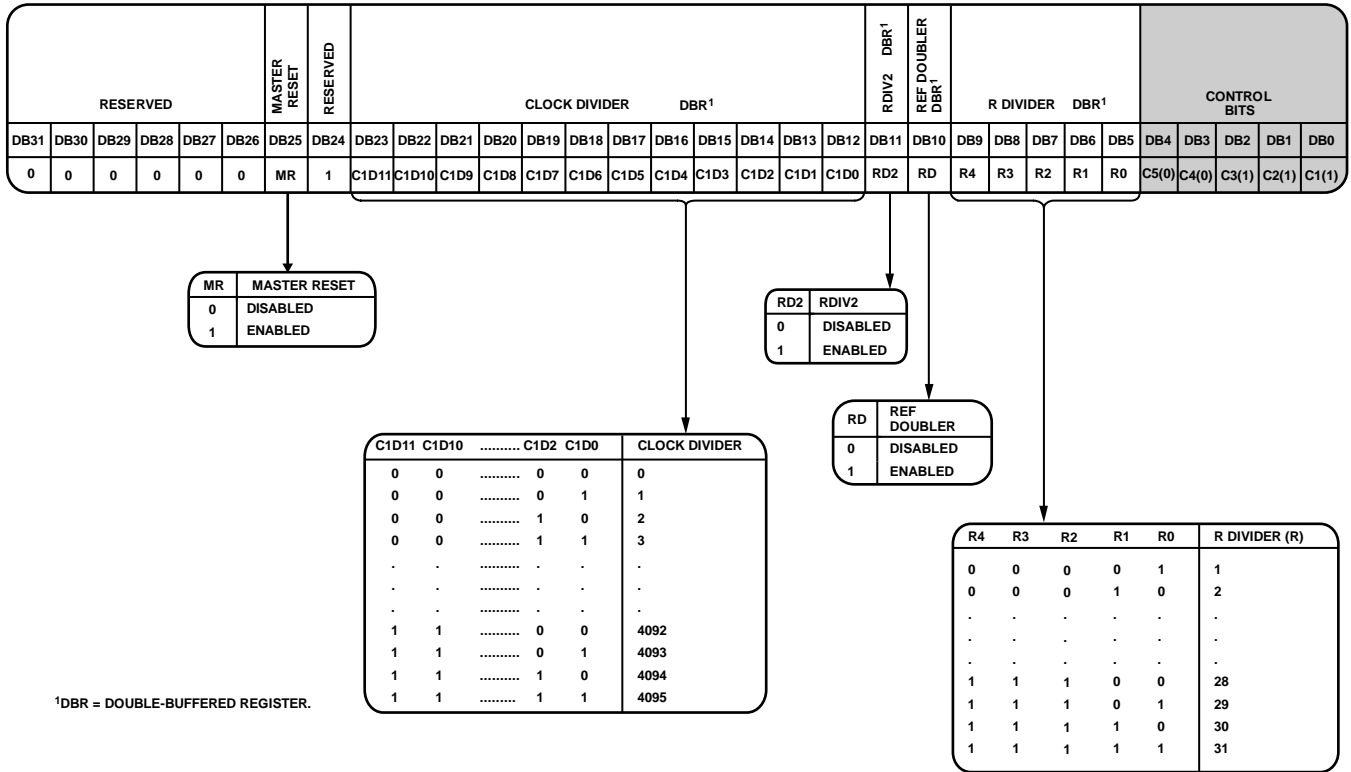 RESERVED
MASTER RESET
RESERVED
CLOCK DIVIDER DBR1
RDIV2 DBR1
REF DOUBLER DBR1
R DIVIDER DBR1
CONTROL BITS
DB31 DB30 DB29 DB28 DB27 DB26 DB25 DB24 DB23 DB22 DB21 DB20 DB19 DB18 DB17 DB16 DB15 DB14 DB13 DB12 DB11 DB10 DB9 DB8 DB7 DB6 DB5 DB4 DB3 DB2 DB1 DB0
0 0 0 0 0 0 MR 1 C1D11 C1D10 C1D9 C1D8 C1D7 C1D6 C1D5 C1D4 C1D3 C1D2 C1D1 C1D0 RD2 RD R4 R3 R2 R1 R0 C5(0) C4(0) C3(1) C2(1) C1(1)
MR MASTER RESET
0 DISABLED
1 ENABLED
RD2 RDIV2
0 DISABLED
1 ENABLED
RD REF DOUBLER
0 DISABLED
1 ENABLED
C1D11 C1D10 .......... C1D2 C1D0 CLOCK DIVIDER
0 0 .......... 0 0 0
0 0 .......... 0 1 1
0 0 .......... 1 0 2
0 0 .......... 1 1 3
. . .......... . . .
. . .......... . . .
. . .......... . . .
1 1 .......... 0 0 4092
1 1 .......... 0 1 4093
1 1 .......... 1 0 4094
1 1 ......... 1 1 4095
R4 R3 R2 R1 R0 R DIVIDER (R)
0 0 0 0 1 1
0 0 0 1 0 2
. . . . . .
. . . . . .
. . . . . .
1 1 1 0 0 28
1 1 1 0 1 29
1 1 1 1 0 30
1 1 1 1 1 31
1DBR = DOUBLE-BUFFERED REGISTER.